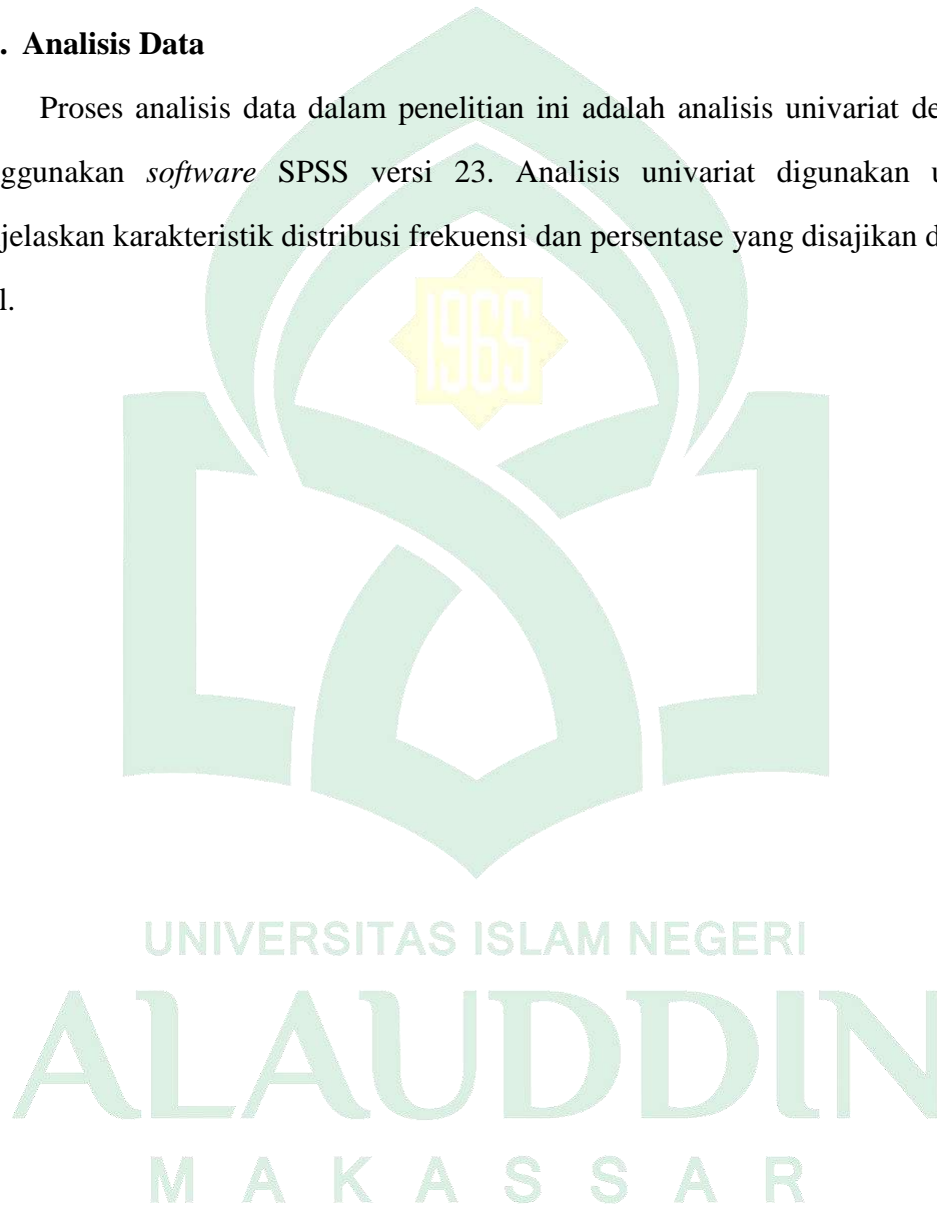 . Analisis Data
Proses analisis data dalam penelitian ini adalah analisis univariat de
ggunakan software SPSS versi 23. Analisis univariat digunakan u
jelaskan karakteristik distribusi frekuensi dan persentase yang disajikan d
l.
1965
UNIVERSITAS ISLAM NEGERI
ALAUDDIN
MAKASSAR